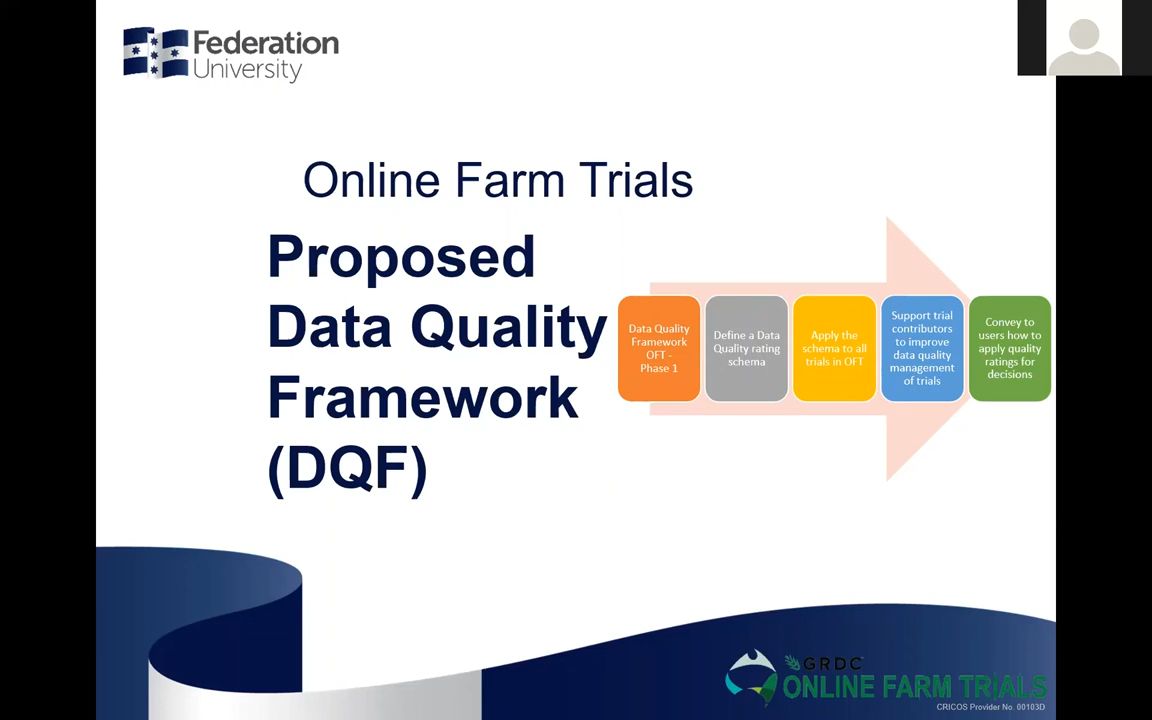 Federation
University
Online Farm Trials
Proposed
Data Quality
Framework
(DQF)
Data Quality
Framework
OFT -
Phase 1
Define a Data
Quality rating
schema
Apply the
schema to all
trials in OFT
Support trial
contributors
to improve
data quality
management
of trials
Convey to
users how to
apply quality
ratings for
decisions
GRDC
ONLINE FARM TRIALS
CRICOS Provider No. 00103D